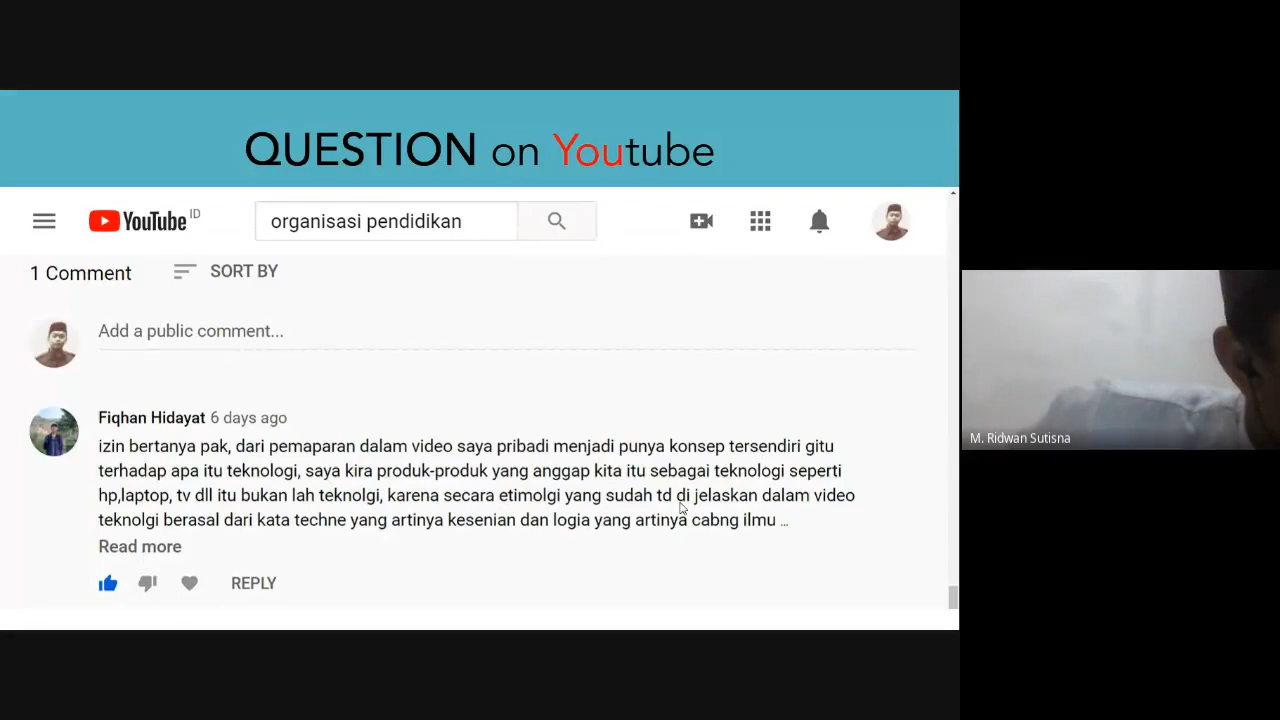 QUESTION on Youtube
YouTube ID
organisasi pendidikan
1 Comment SORT BY
Add a public comment...
Fiqhan Hidayat 6 days ago
izin bertanya pak, dari pemaparan dalam video saya pribadi menjadi punya konsep tersendiri gitu
terhadap apa itu teknologi, saya kira produk-produk yang anggap kita itu sebagai teknologi seperti
hp,laptop, tv dll itu bukan lah teknolgi, karena secara etimolgi yang sudah td di jelaskan dalam video
teknolgi berasal dari kata techne yang artinya kesenian dan logia yang artinya cabng ilmu ...
Read more
REPLY
M. Ridwan Sutisna